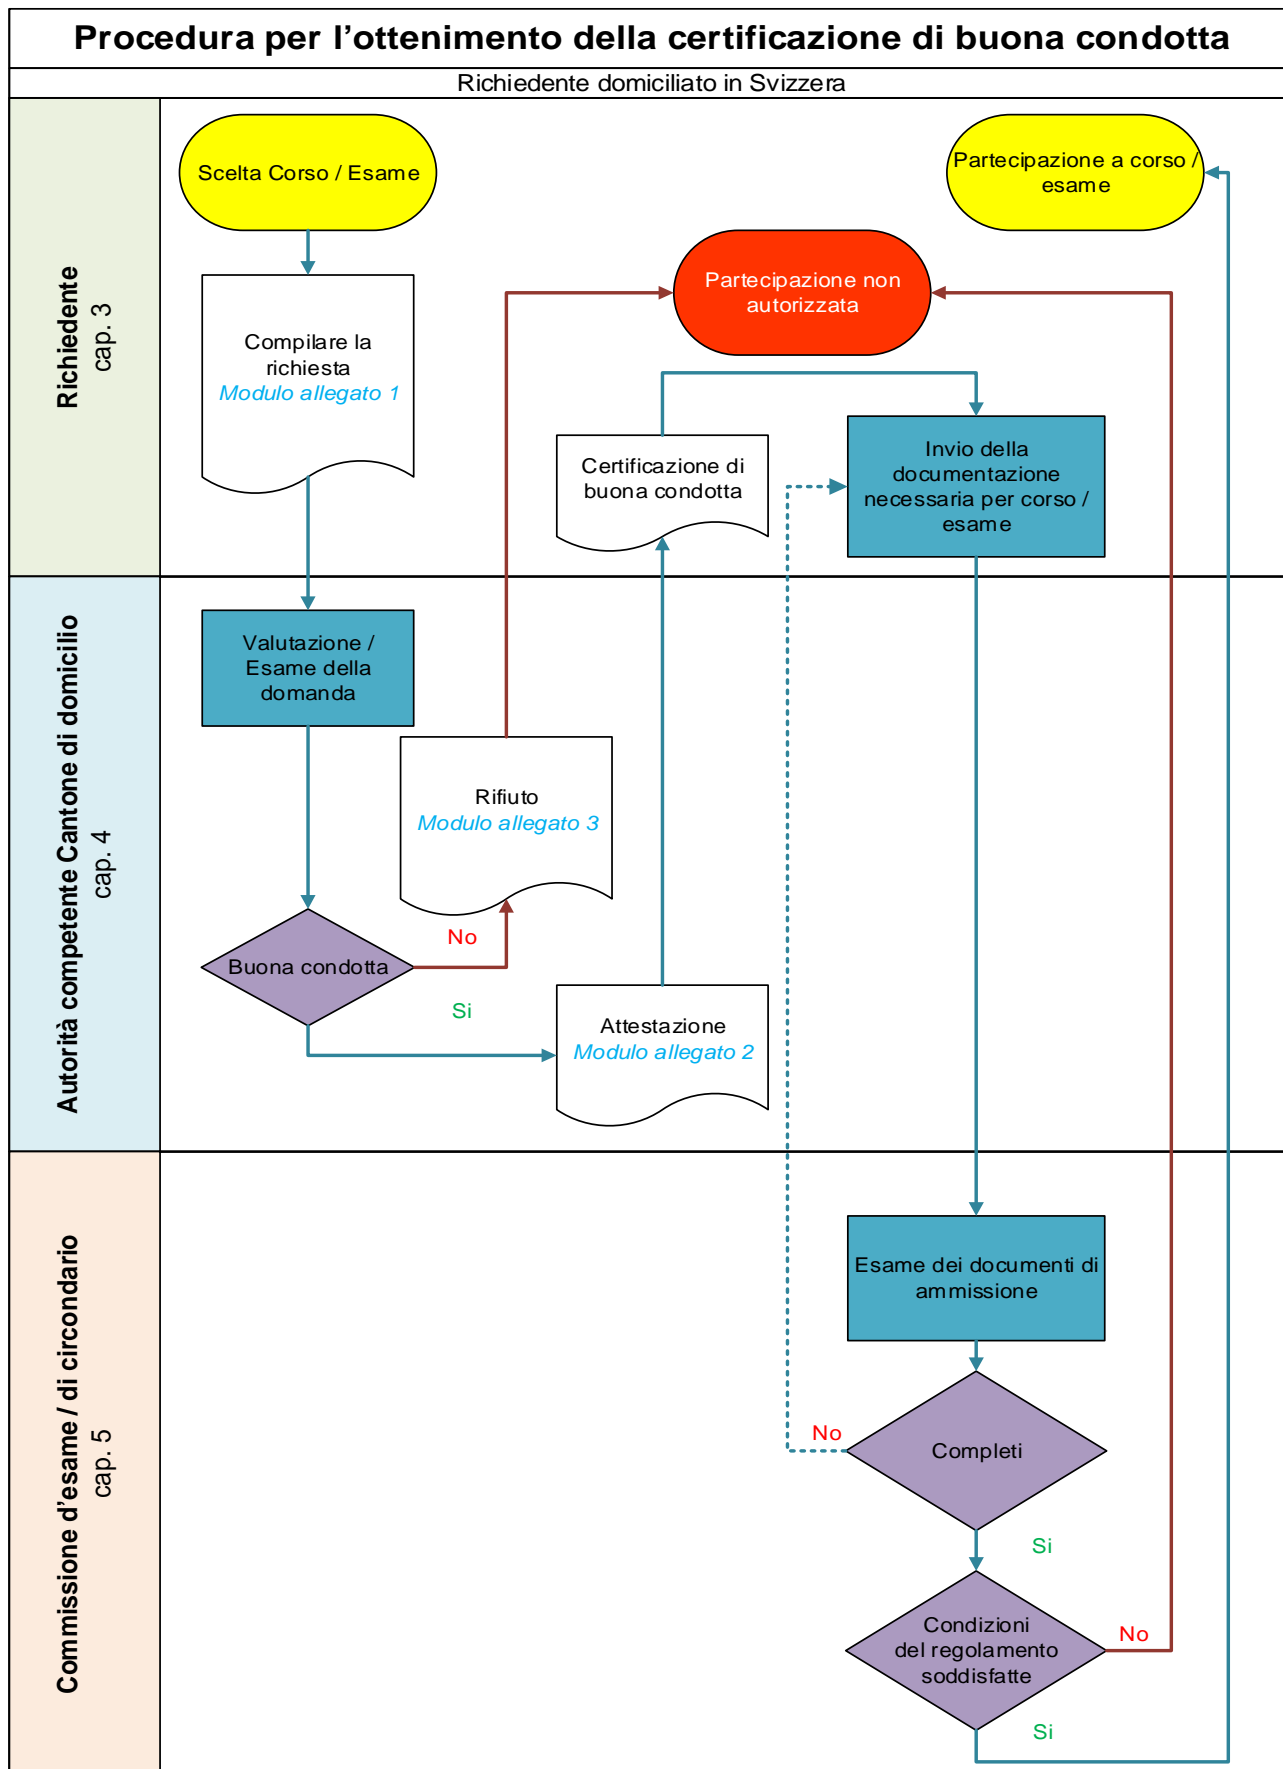 Procedura per l'ottenimento della certificazione di buona condotta
Richiedente domiciliato in Svizzera
Richiedente
cap. 3
Scelta Corso / Esame
Partecipazione a corso /
esame
Partecipazione non
autorizzata
Compilare la
richiesta
Modulo allegato 1
Certificazione di
buona condotta
Invio della
documentazione
necessaria per corso /
esame
Autorità competente Cantone di domicilio
cap. 4
Valutazione /
Esame della
domanda
Rifiuto
Modulo allegato 3
No
Buona condotta
Si
Attestazione
Modulo allegato 2
Commissione d'esame / di circondario
cap. 5
Esame dei documenti di
ammissione
No
Completi
Si
Condizioni
del regolamento
soddisfatte
No
Si